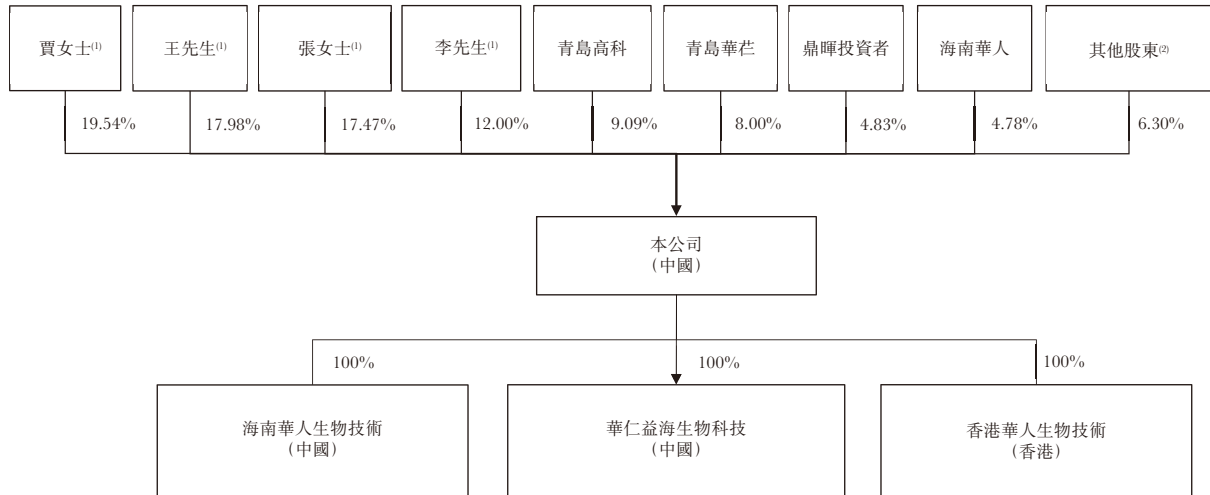 賈女士(1)
王先生(1)
張女士(1)
李先生(1)
青島高科
青島華芢
鼎暉投資者
海南華人
其他股東(2)
19.54%
17.98%
17.47%
12.00%
9.09%
8.00%
4.83%
4.78%
6.30%
本公司
（中國）
100%
100%
100%
海南華人生物技術
（中國）
華仁益海生物科技
（中國）
香港華人生物技術
（香港）